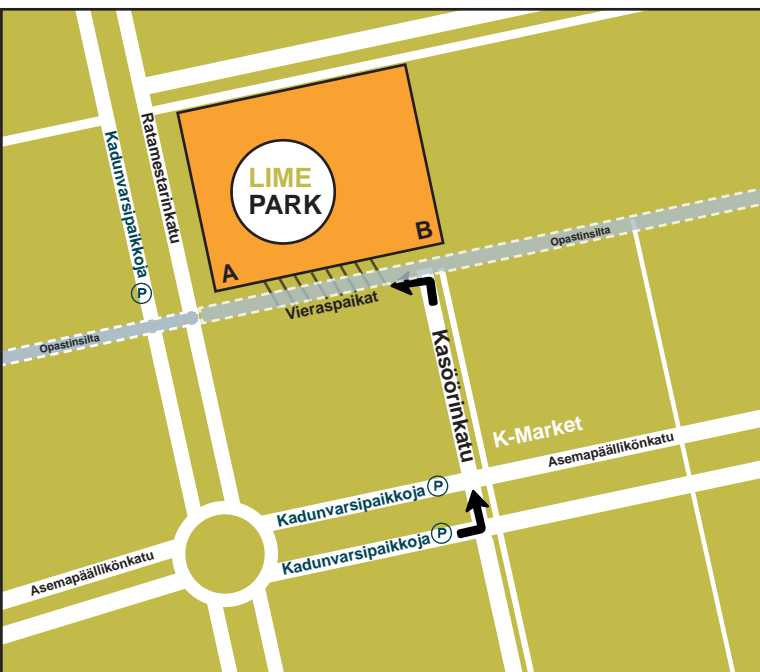 Ratamestarinkatu
Kadunvarsipaikkoja
P
LIME
PARK
A
B
Opastinsilta
Vieraspaikat
Opastinsilta
Kasöörinkatu
K-Market
Asemapäällikönkatu
Kadunvarsipaikkoja P
Kadunvarsipaikkoja P
Asemapäällikönkatu